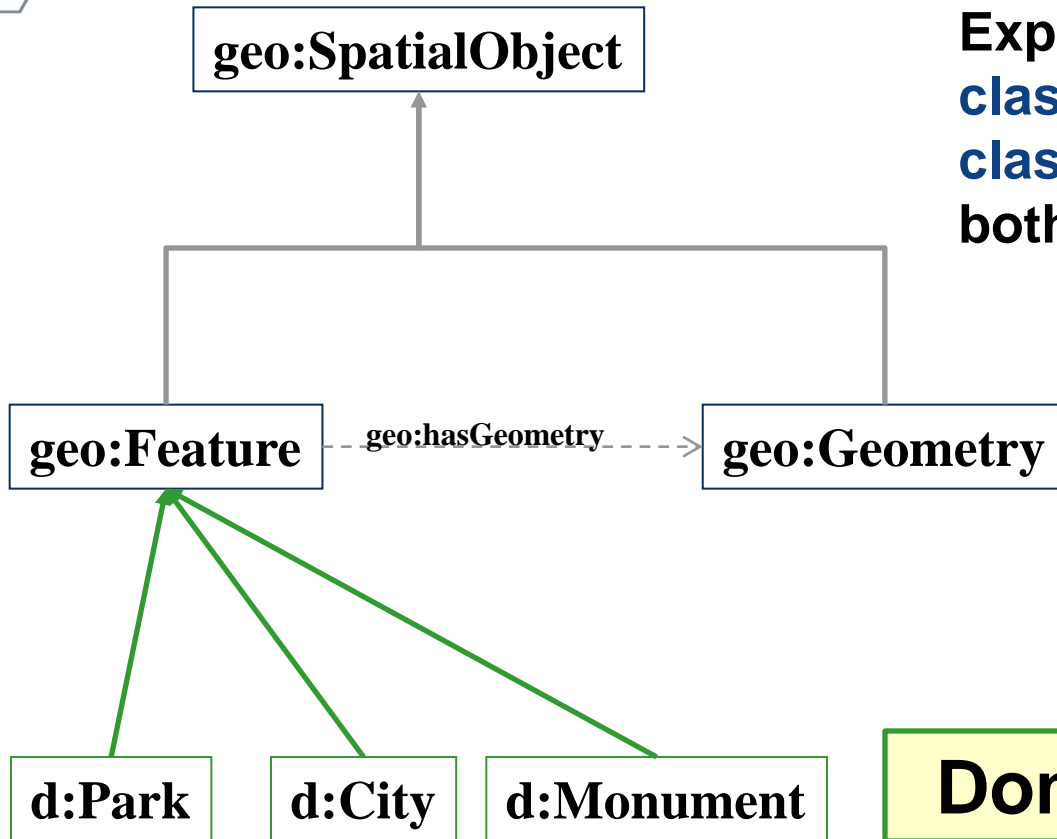 geo:SpatialObject
Exp
clas
clas
both
geo:Feature
geo:hasGeometry
geo:Geometry
d:Park
d:City
d:Monument
Dor